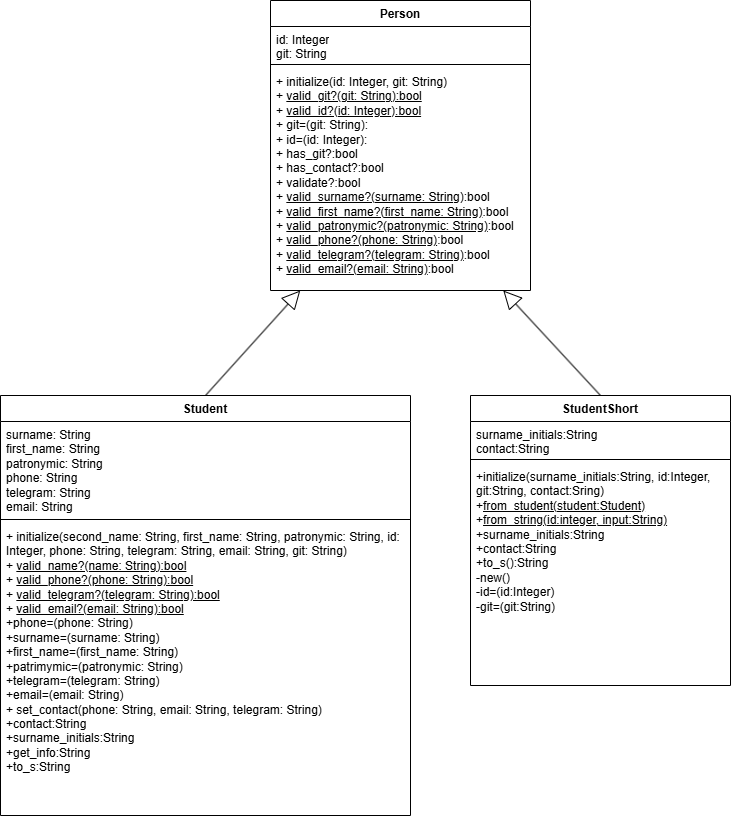 Person
id: Integer
git: String
+ initialize(id: Integer, git: String)
+ valid_git?(git: String):bool
+ valid_id?(id: Integer):bool
+ git=(git: String):
+ id=(id: Integer):
+ has_git?:bool
+ has_contact?:bool
+ validate?:bool
+ valid_surname?(surname: String):bool
+ valid_first_name?(first_name: String):bool
+ valid_patronymic?(patronymic: String):bool
+ valid_phone?(phone: String):bool
+ valid_telegram?(telegram: String):bool
+ valid_email?(email: String):bool
Student
surname: String
first_name: String
patronymic: String
phone: String
telegram: String
email: String
+ initialize(second_name: String, first_name: String, patronymic: String, id:
Integer, phone: String, telegram: String, email: String, git: String)
+ valid_name?(name: String):bool
+ valid_phone?(phone: String):bool
+ valid_telegram?(telegram: String):bool
+ valid_email?(email: String):bool
+phone=(phone: String)
+surname=(surname: String)
+first_name=(first_name: String)
+patrimymic=(patronymic: String)
+telegram=(telegram: String)
+email=(email: String)
+ set_contact(phone: String, email: String, telegram: String)
+contact:String
+surname_initials:String
+get_info:String
+to_s:String
StudentShort
surname_initials:String
contact:String
+initialize(surname_initials:String, id:Integer,
git:String, contact:Sring)
+from_student(student:Student)
+from_string(id:integer, input:String)
+surname_initials:String
+contact:String
+to_s():String
-new()
-id=(id:Integer)
-git=(git:String)